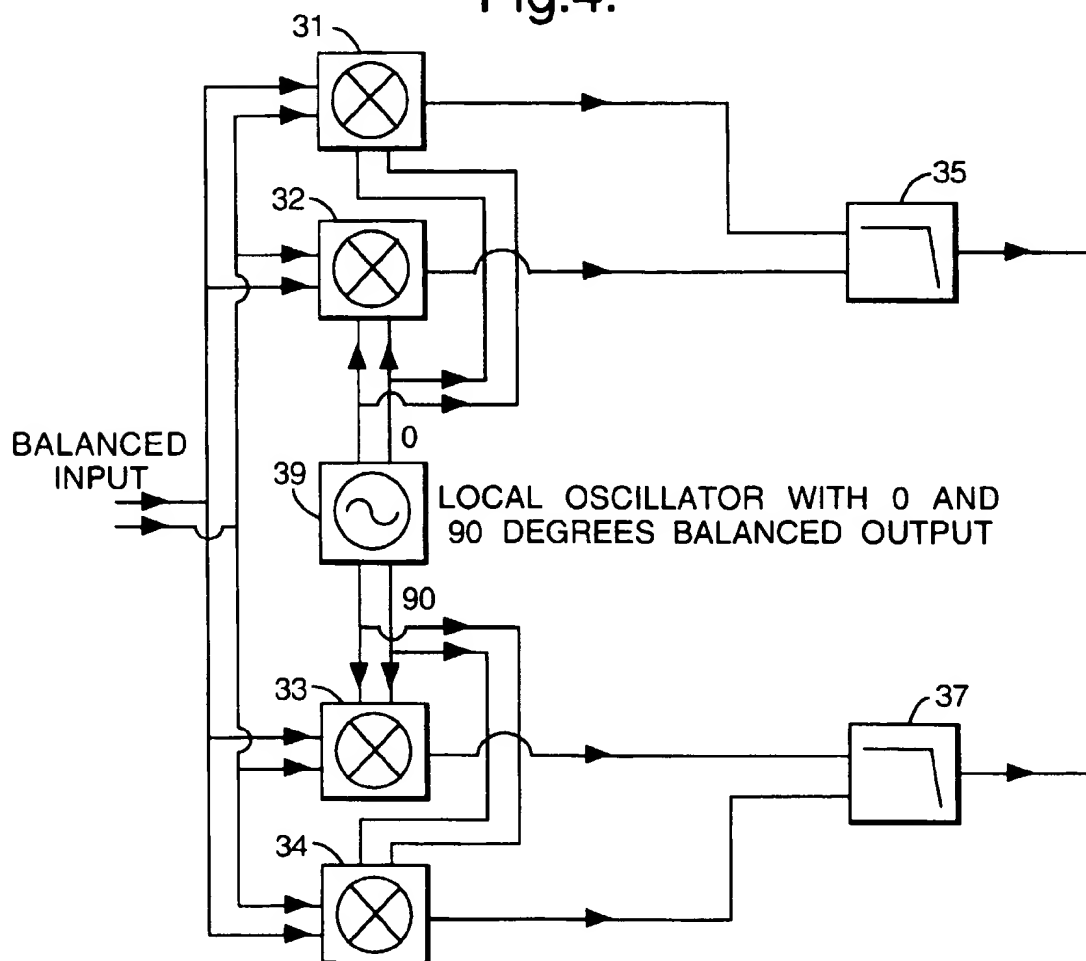 Fig.4.
31
32
35
0
BALANCED
INPUT
39
LOCAL OSCILLATOR WITH 0 AND
90 DEGREES BALANCED OUTPUT
90
33
37
34